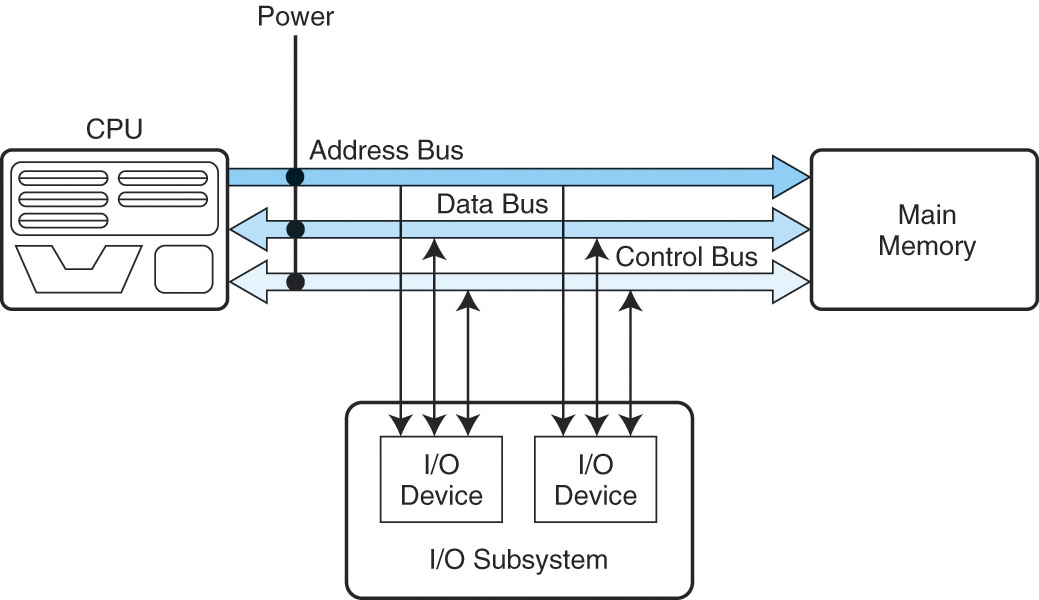 Power
CPU
Address Bus
Data Bus
Control Bus
Main
Memory
I/O
Device
I/O
Device
I/O Subsystem